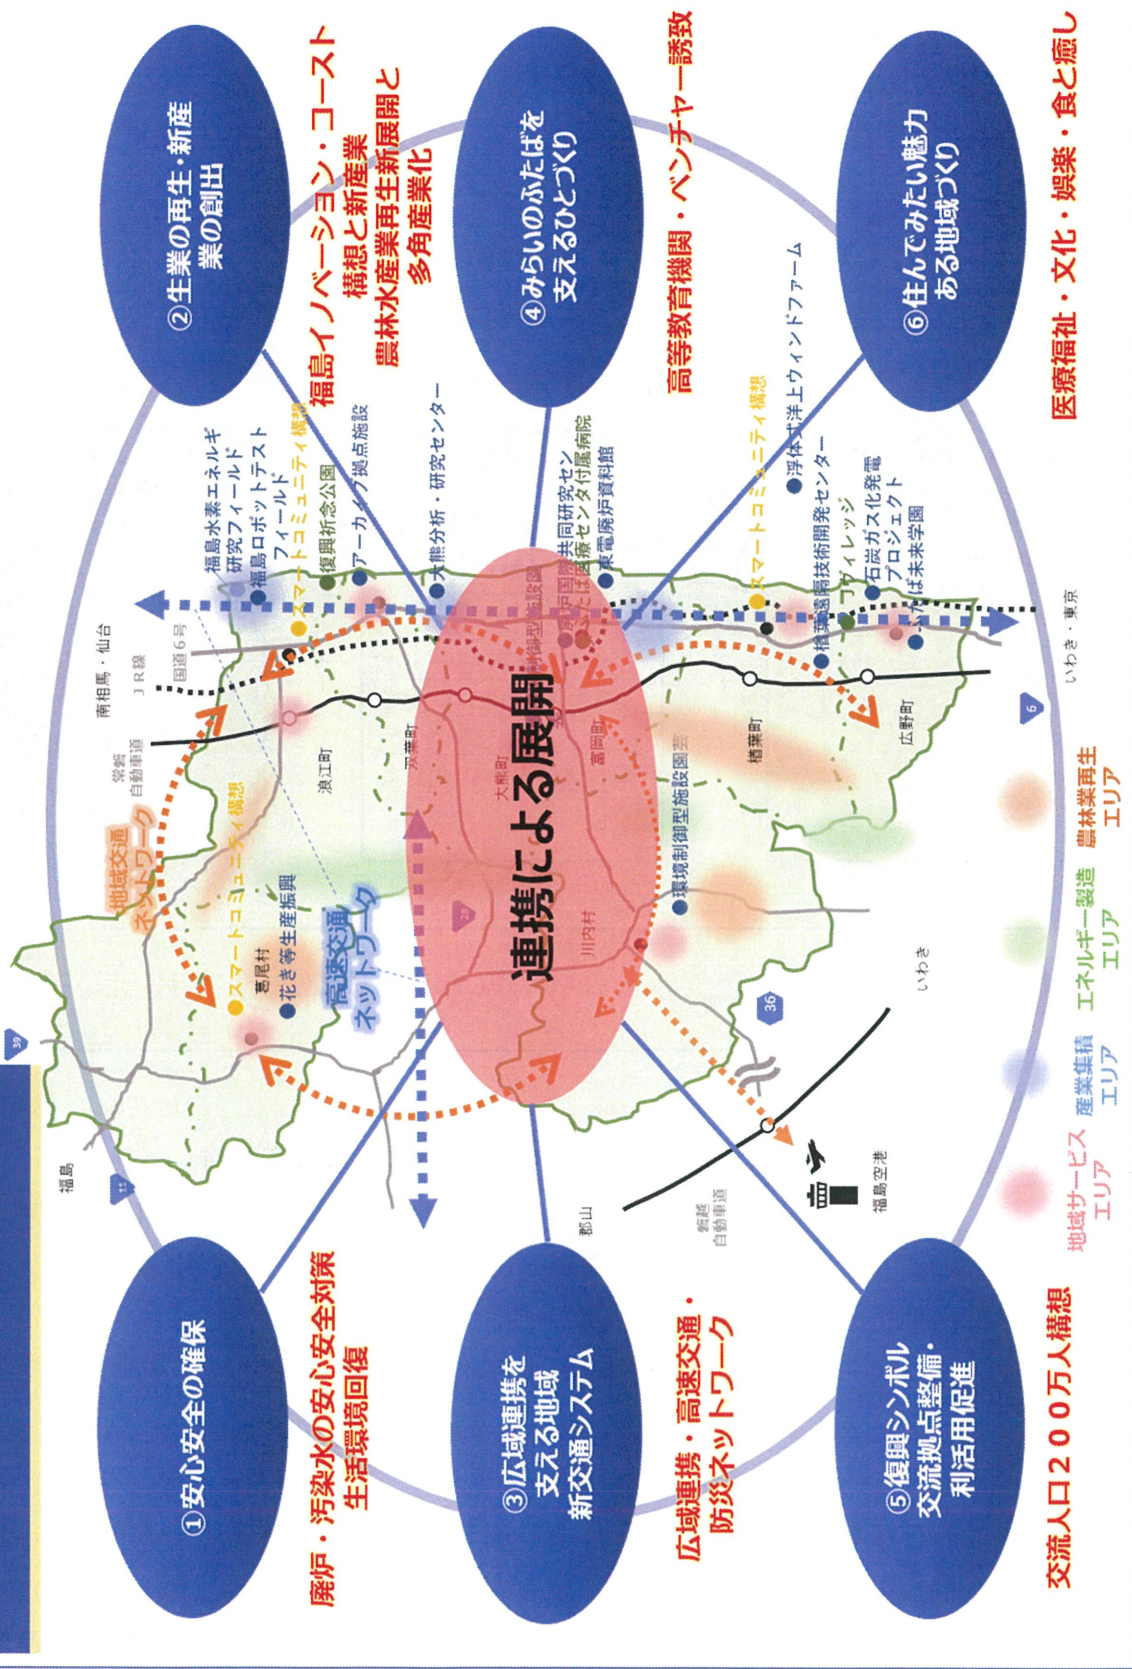 ①安心安全の確保
廃炉・汚染水の安心安全対策
生活環境回復
②生業の再生・新産
業の創出
福島イノベーション・コースト
構想と新産業
農林水産業再生新展開と
多角産業化
③広域連携を
支える地域
新交通システム
広域連携・高速交通・
防災ネットワーク
④みらいのふたばを
支えるひとづくり
高等教育機関・ベンチャー誘致
⑤復興シンボル
交流拠点整備・
利活用促進
交流人口200万人構想
⑥住んでみたい魅力
ある地域づくり
医療福祉・文化・娯楽・食と癒し
連携による展開
福島
39
114
地域交通
ネットワーク
常磐
自動車道
南相馬・仙台
JR線
国道6号
福島水素エネルギ
研究フィールド
福島ロボットテスト
フィールド
スマートコミュニティ構想
復興祈念公園
アーカイブ拠点施設
大熊分析・研究センター
スマートコミュニティ構想
葛尾村
花き等生産振興
高速交通
ネットワーク
浪江町
双葉町
大熊町
富岡町
川内村
共同研究セン
医療センタ付属病院
東電廃炉資料館
環境制御型施設園芸
楢葉町
スマートコミュニティ構想
浮体式洋上ウィンドファーム
楢葉遠隔技術開発センター
Jヴィレッジ
石炭ガス化発電
プロジェクト
ふたば未来学園
広野町
郡山
磐越
自動車道
福島空港
36
いわき
6
いわき・東京
地域サービス
エリア
産業集積
エリア
エネルギー製造
エリア
農林業再生
エリア